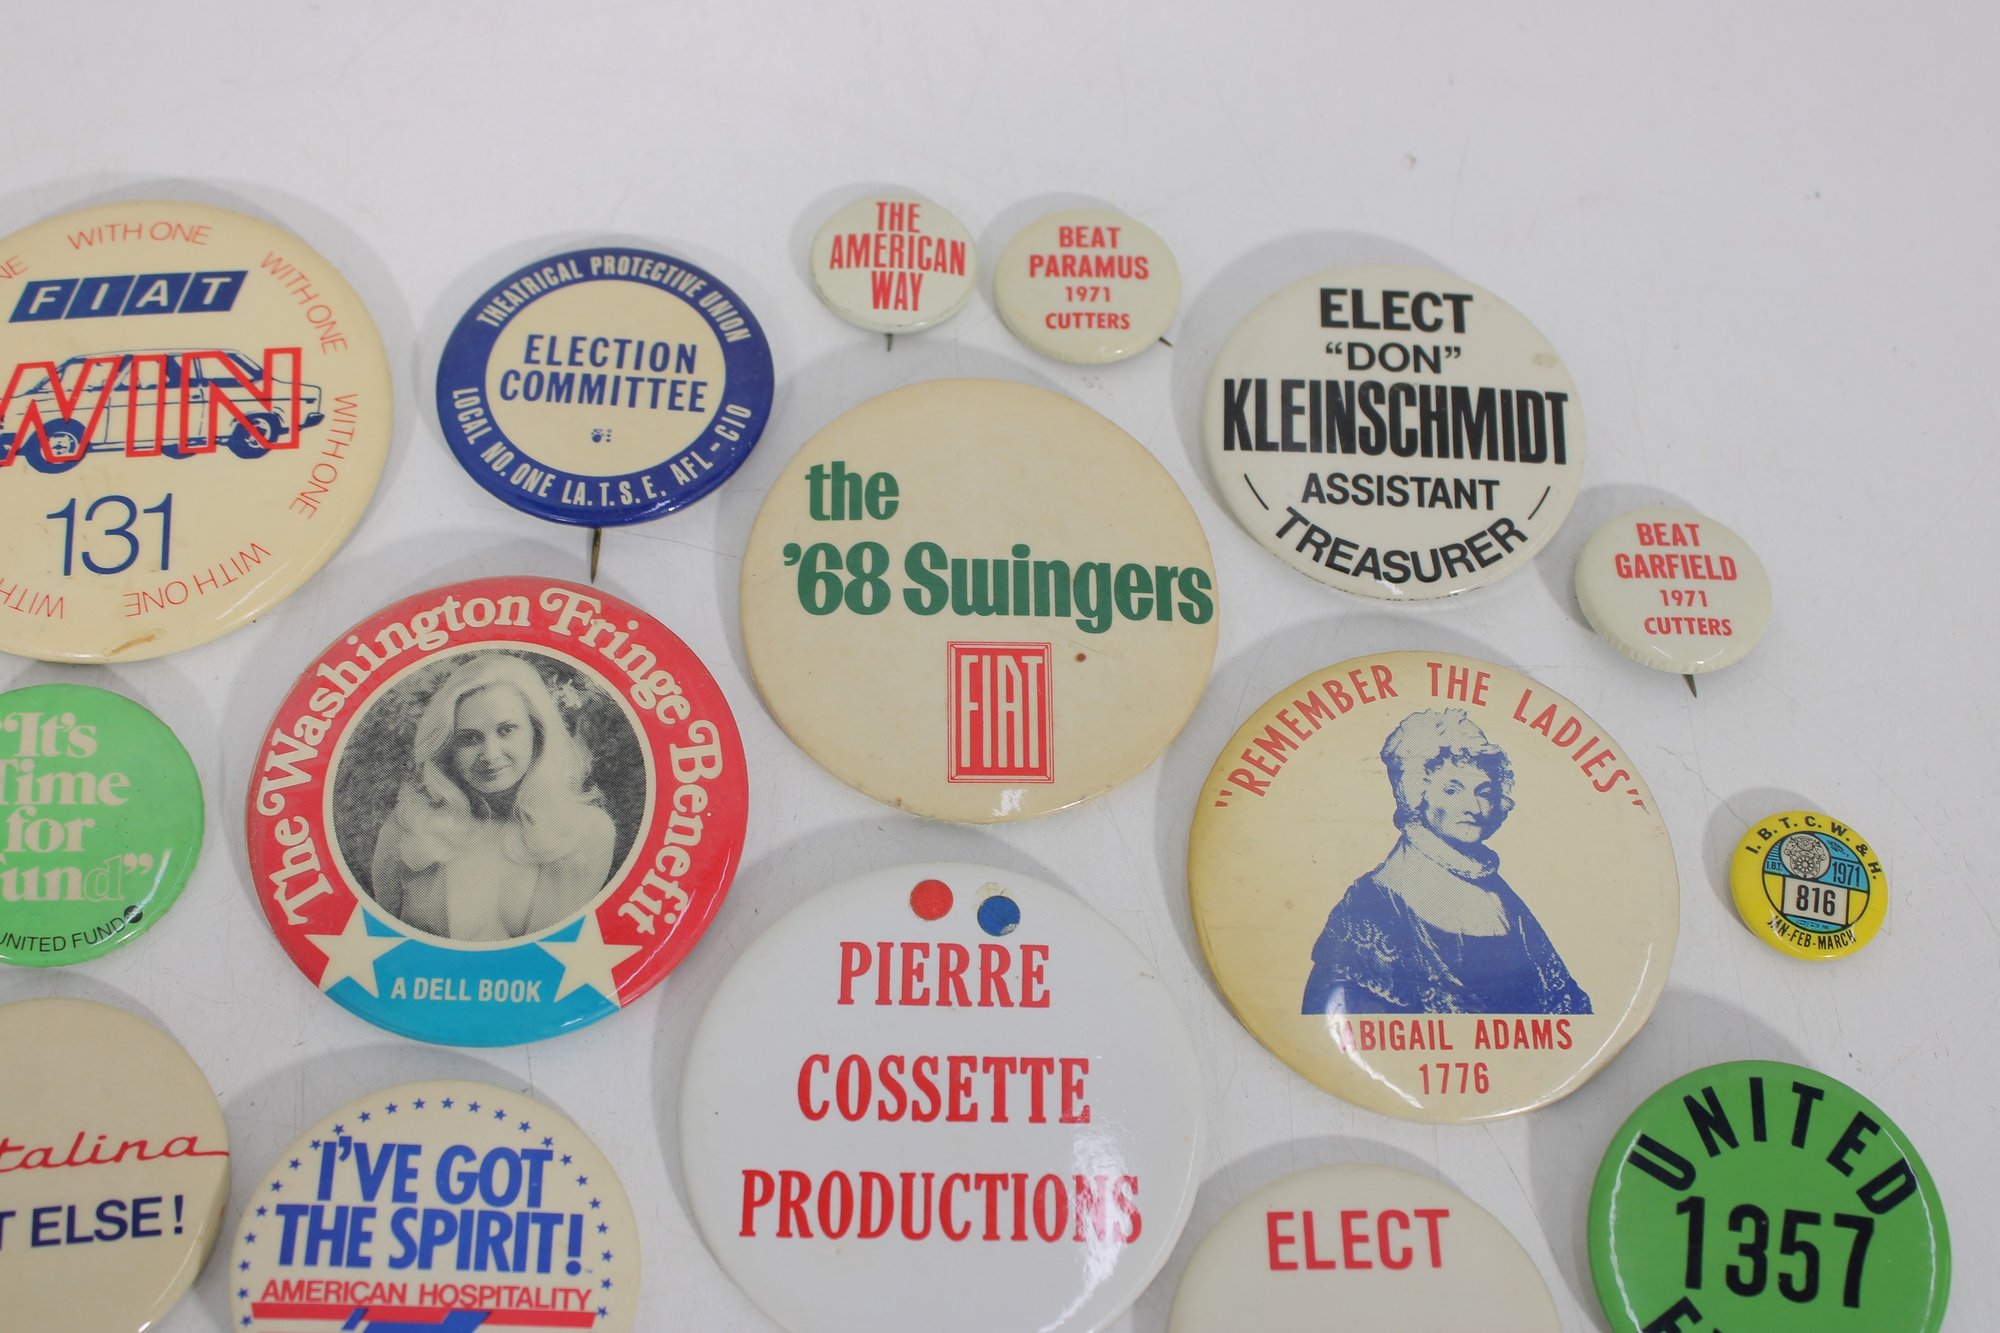 WITH ONE
WITH ONE
WITH ONE
WITH ONE
WITH ONE
FIAT
WIN
131
THEATRICAL PROTECTIVE UNION
ELECTION
COMMITTEE
LOCAL NO. ONE I.A.T.S.E. AFL-CIO
THE
AMERICAN
WAY
BEAT
PARAMUS
1971
CUTTERS
ELECT
"DON"
KLEINSCHMIDT
ASSISTANT
TREASURER
BEAT
GARFIELD
1971
CUTTERS
the
'68 Swingers
FIAT
The Washington Fringe Benefit
A DELL BOOK
"It's
Time
for
Fund"
UNITED FUND
"REMEMBER THE LADIES"
ABIGAIL ADAMS
1776
I. B. T. C. W. & H.
I.B.T.
1971
816
JAN-FEB-MARCH
PIERRE
COSSETTE
PRODUCTIONS
talina
T ELSE!
I'VE GOT
THE SPIRIT!
AMERICAN HOSPITALITY
ELECT
UNITED
1357